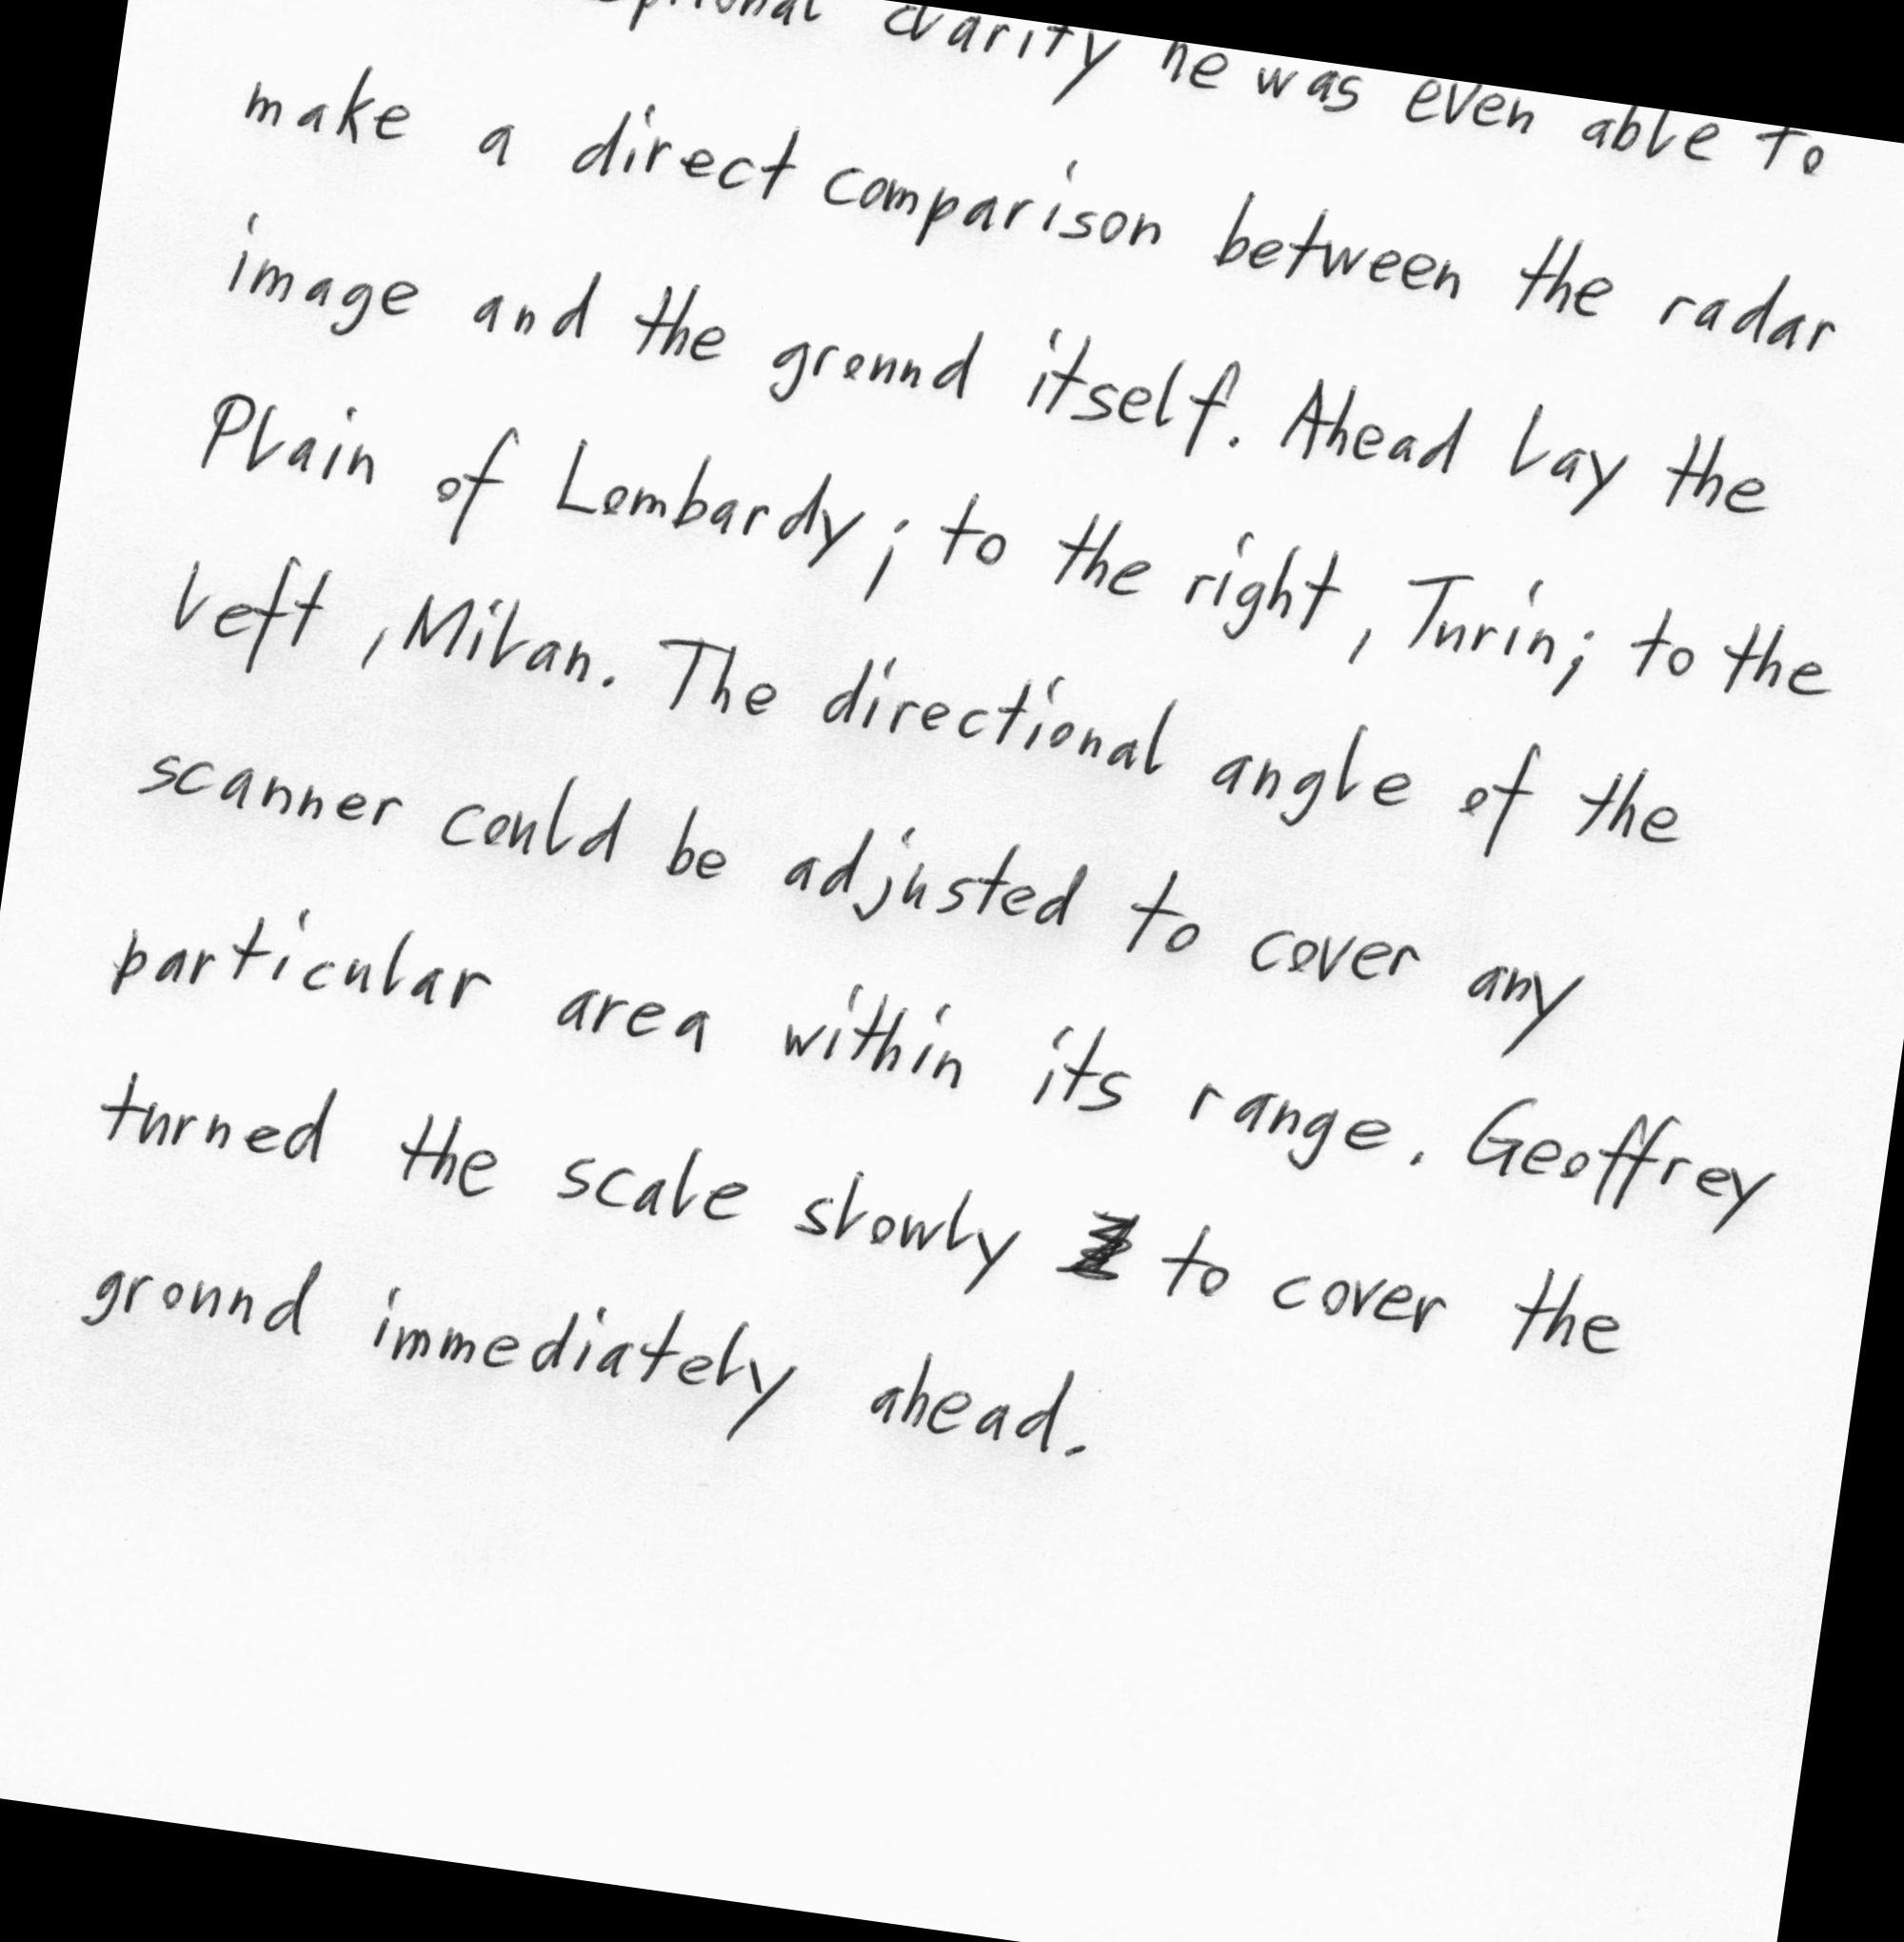 clarity he was even able to
make a direct comparison between the radar
image and the ground itself. Ahead lay the
Plain of Lombardy; to the right, Turin; to the
left, Milan. The directional angle of the
scanner could be adjusted to cover any
particular area within its range. Geoffrey
turned the scale slowly to cover the
ground immediately ahead.